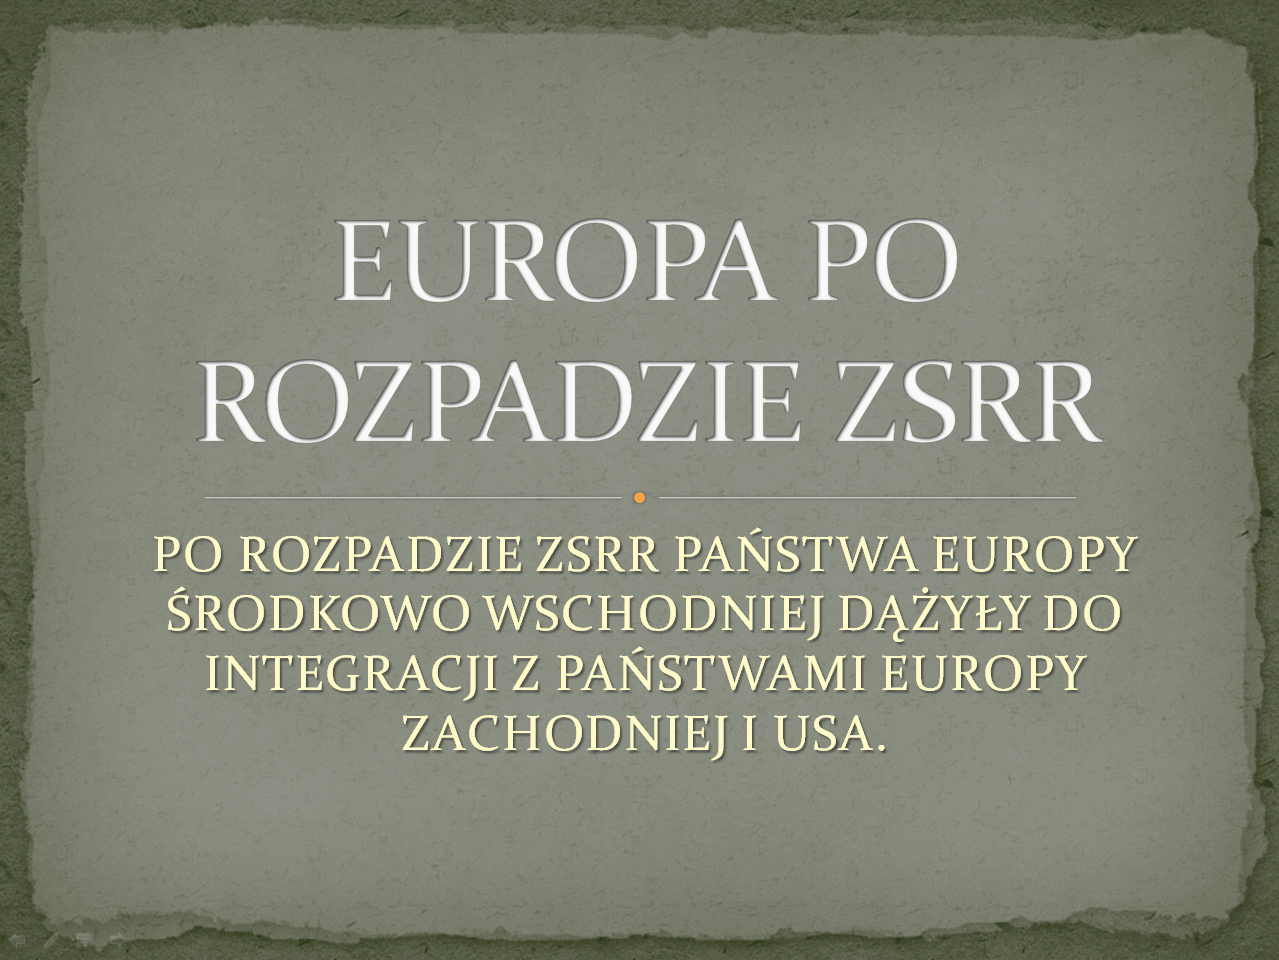 EUROPA PO
ROZPADZIE ZSRR
PO ROZPADZIE ZSRR PAŃSTWA EUROPY
ŚRODKOWO WSCHODNIEJ DĄŻYŁY DO
INTEGRACJI Z PAŃSTWAMI EUROPY
ZACHODNIEJ I USA.